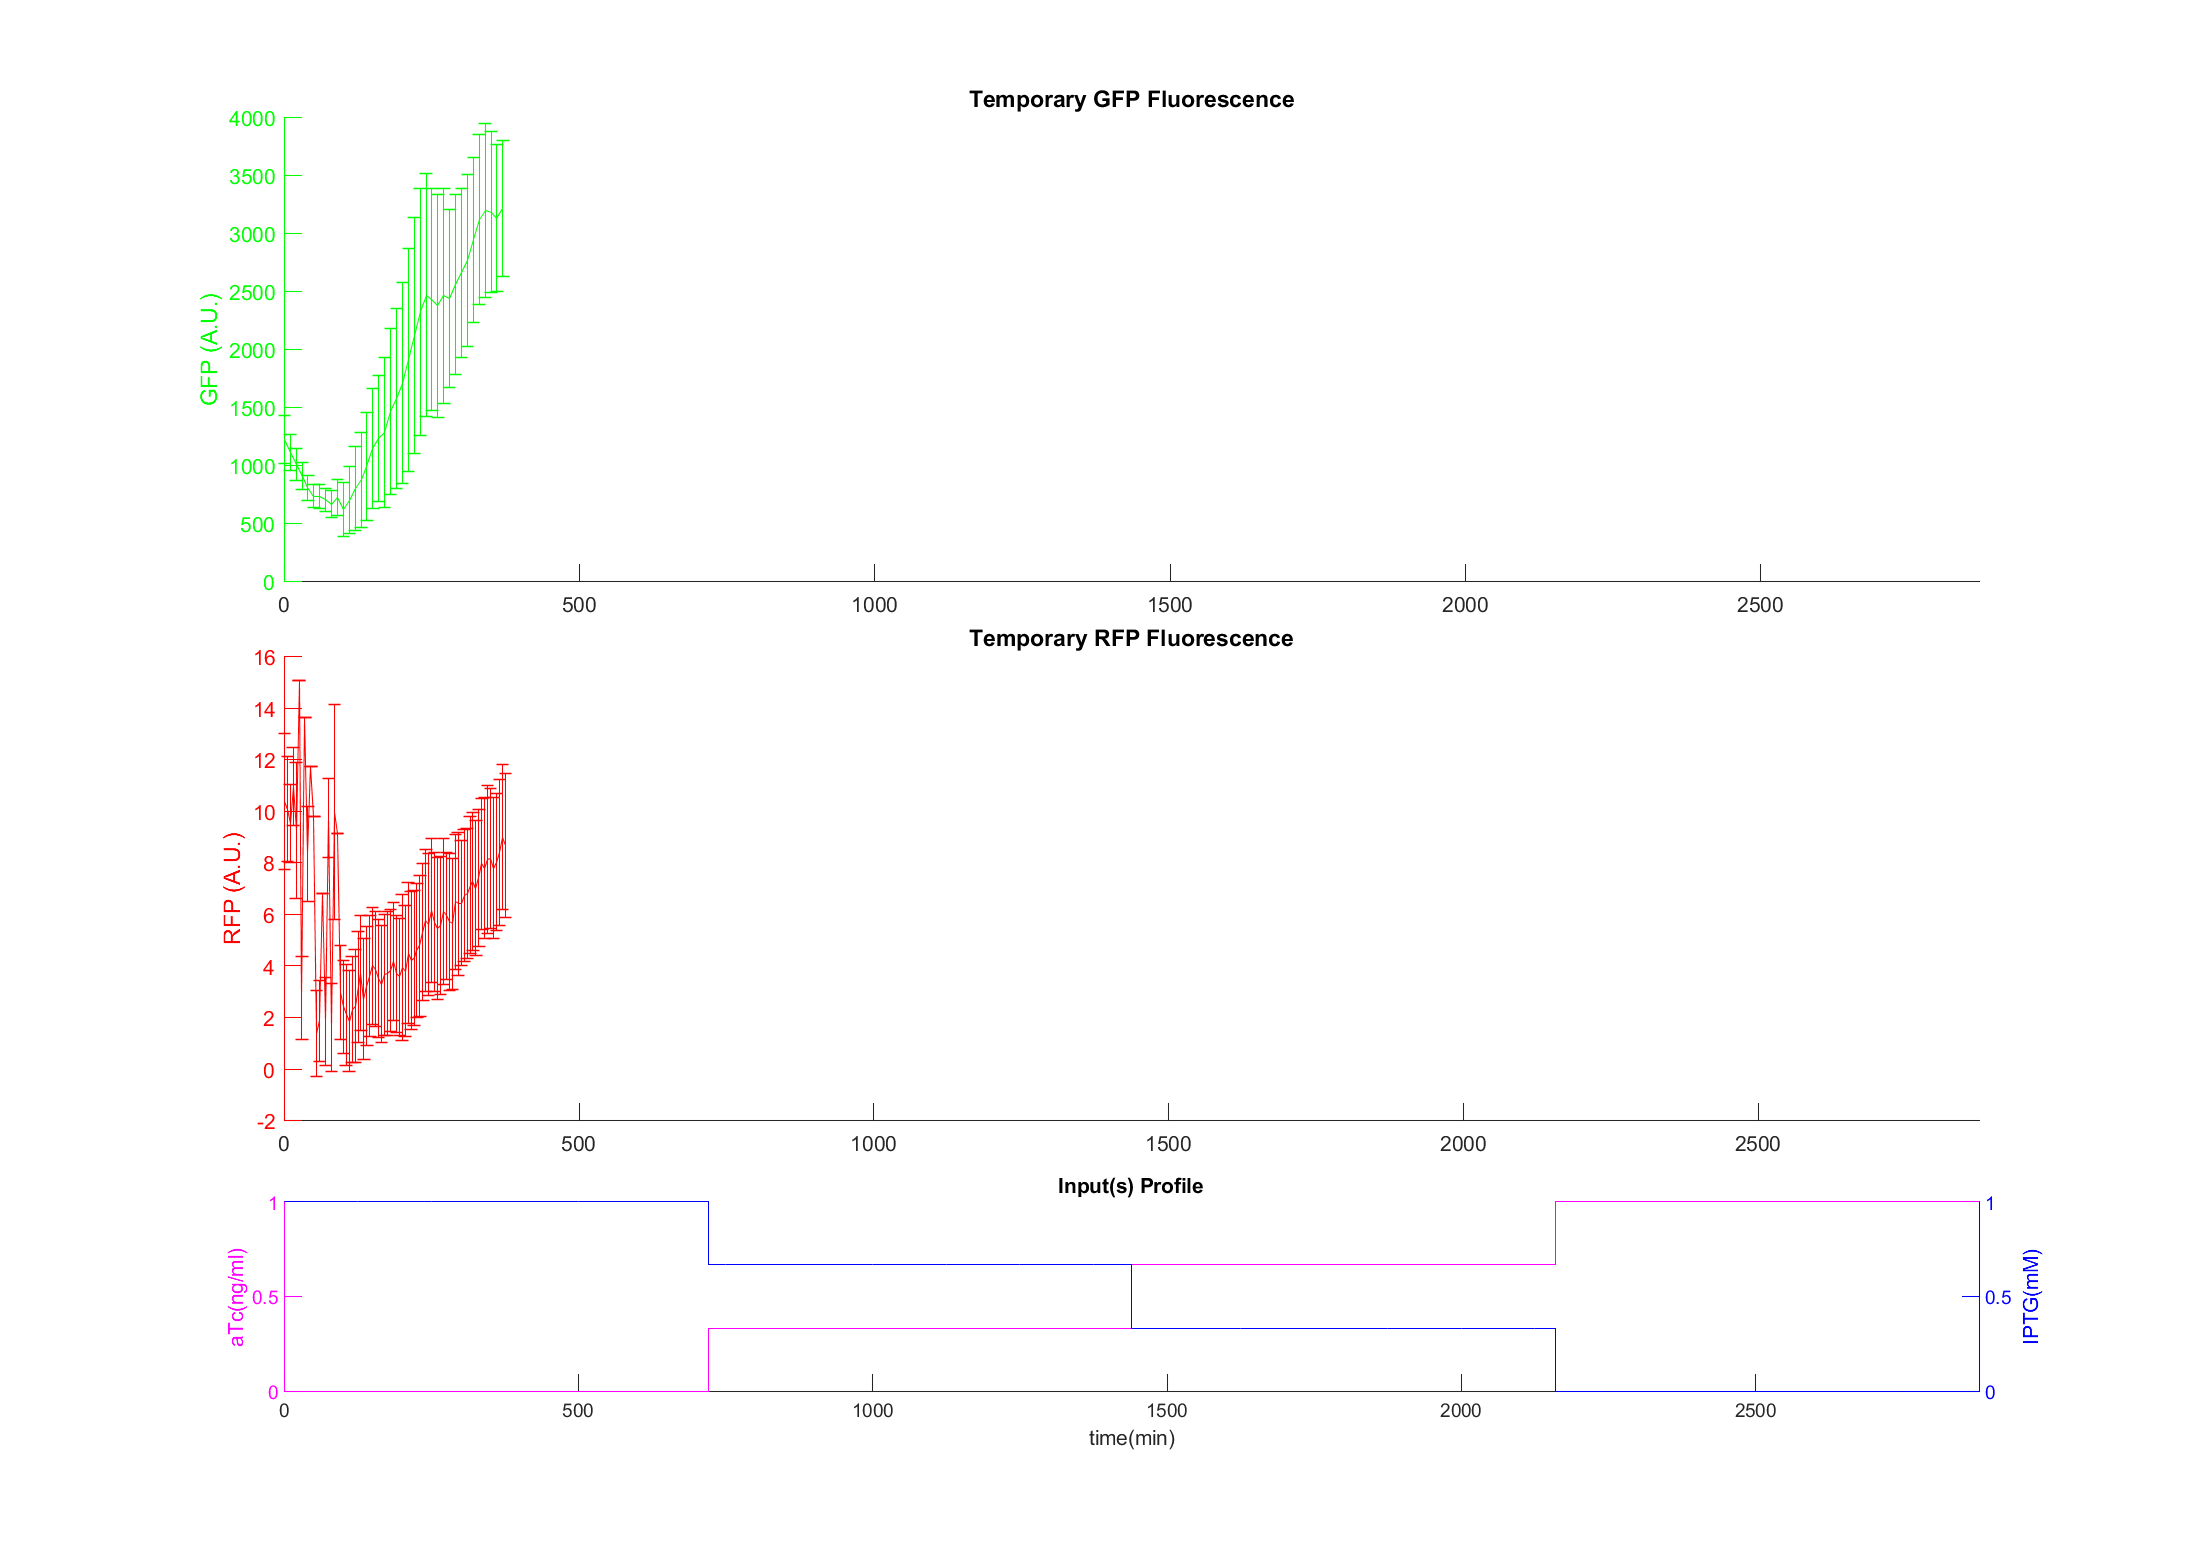 Temporary GFP Fluorescence
4000
3500
3000
2500
2000
1500
1000
500
0
GFP (A.U.)
0 500 1000 1500 2000 2500
Temporary RFP Fluorescence
16
14
12
10
8
6
4
2
0
-2
RFP (A.U.)
0 500 1000 1500 2000 2500
Input(s) Profile
1
0.5
0
aTc(ng/ml)
1
0.5
0
IPTG(mM)
0 500 1000 1500 2000 2500
time(min)